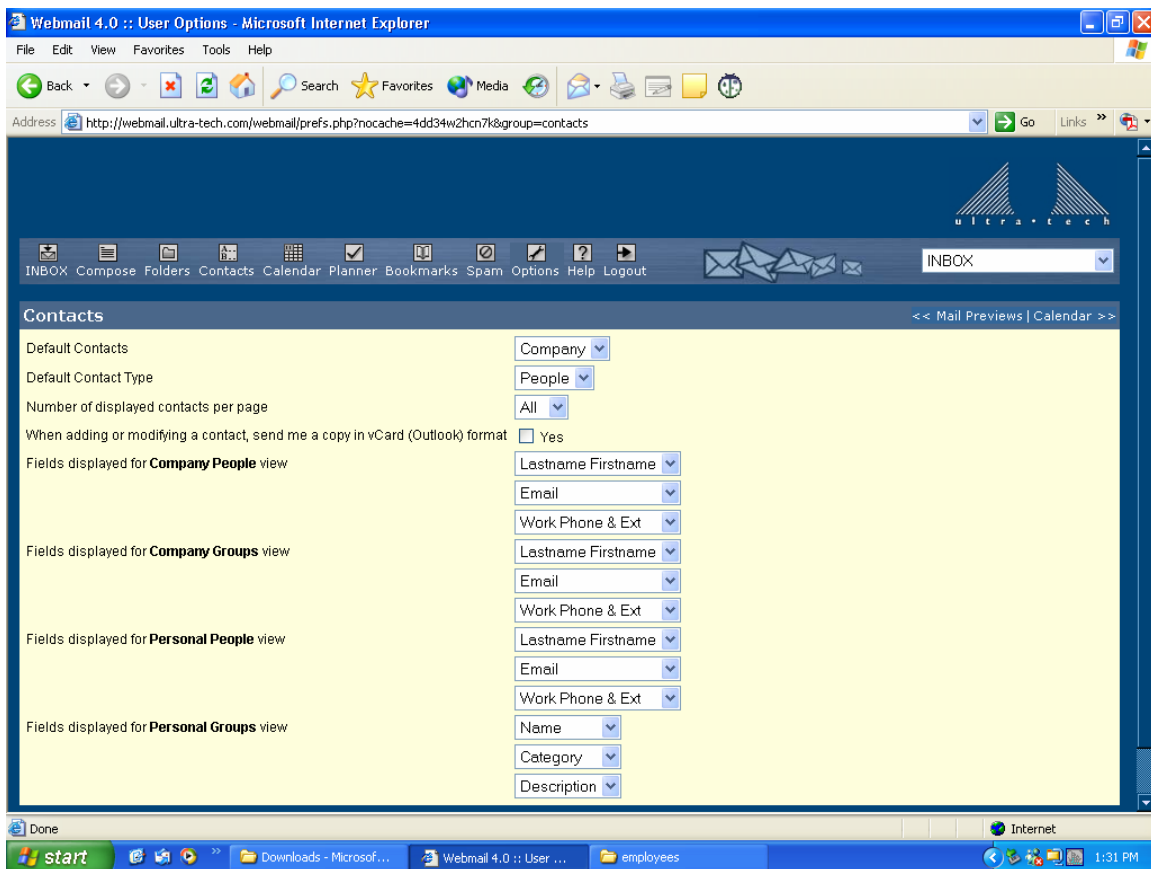 Webmail 4.0 :: User Options - Microsoft Internet Explorer
File Edit View Favorites Tools Help
Back Search Favorites Media
Address http://webmail.ultra-tech.com/webmail/prefs.php?nocache=4dd34w2hcn7k&group=contacts Go Links »
ultra·tech
INBOX Compose Folders Contacts Calendar Planner Bookmarks Spam Options Help Logout INBOX
Contacts << Mail Previews | Calendar >>
Default Contacts Company
Default Contact Type People
Number of displayed contacts per page All
When adding or modifying a contact, send me a copy in vCard (Outlook) format Yes
Fields displayed for Company People view Lastname Firstname
Email
Work Phone & Ext
Fields displayed for Company Groups view Lastname Firstname
Email
Work Phone & Ext
Fields displayed for Personal People view Lastname Firstname
Email
Work Phone & Ext
Fields displayed for Personal Groups view Name
Category
Description
Done Internet
start » Downloads - Microsof... Webmail 4.0 :: User ... employees 1:31 PM